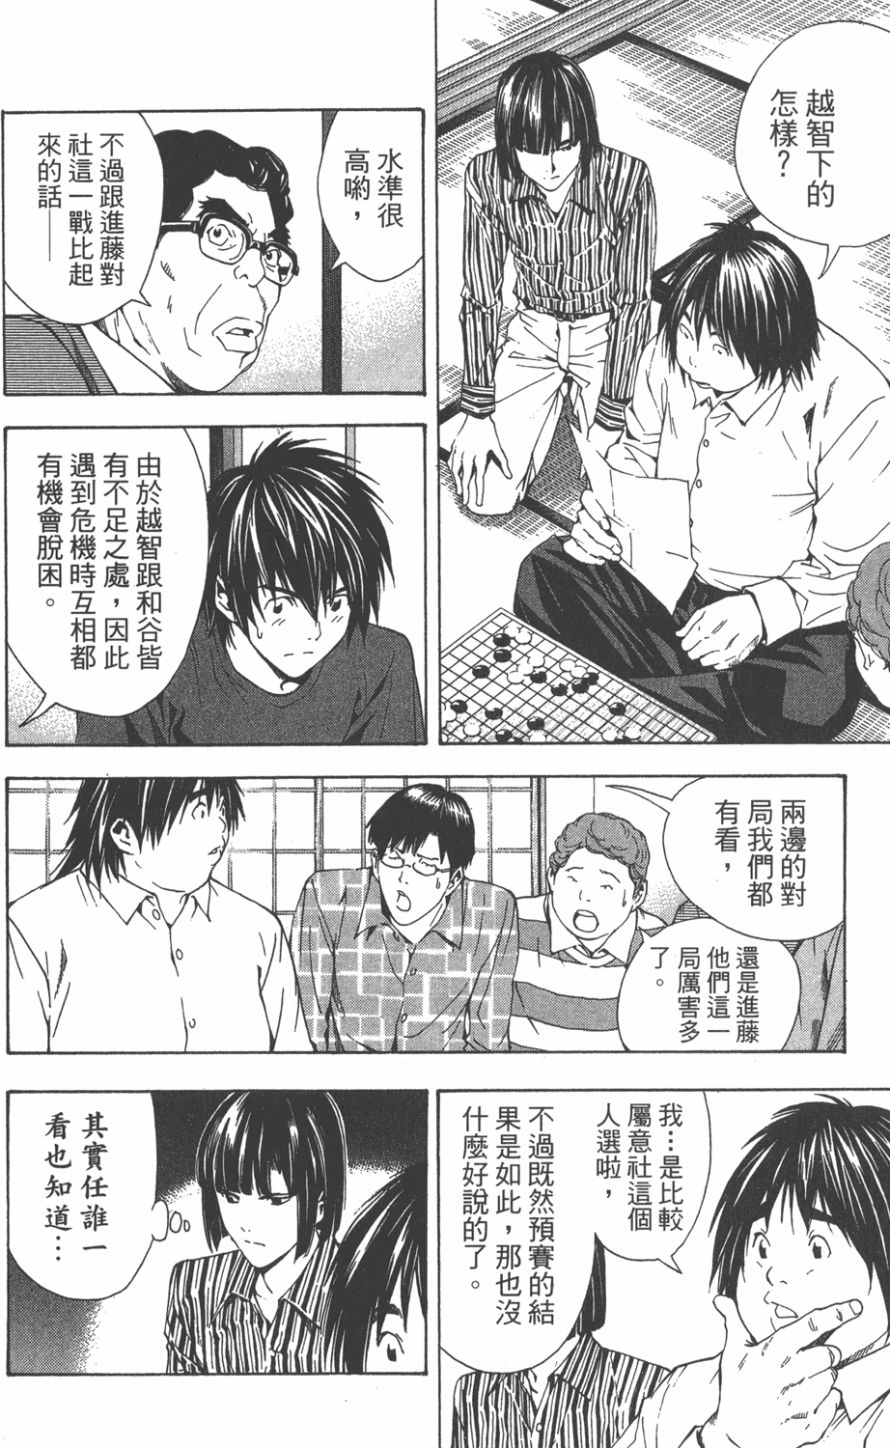 越智下的
怎樣？
水準很
高喲，
不過跟進藤對
社這一戰比起
來的話——
由於越智跟和谷皆
有不足之處，因此
遇到危機時互相都
有機會脫困。
兩邊的對
局我們都
有看，
還是進藤
他們這一
局厲害多
了。
我…是比較
屬意社這個
人選啦，
不過既然預賽的結
果是如此，那也沒
什麼好說的了。
其實任誰一
看也知道…